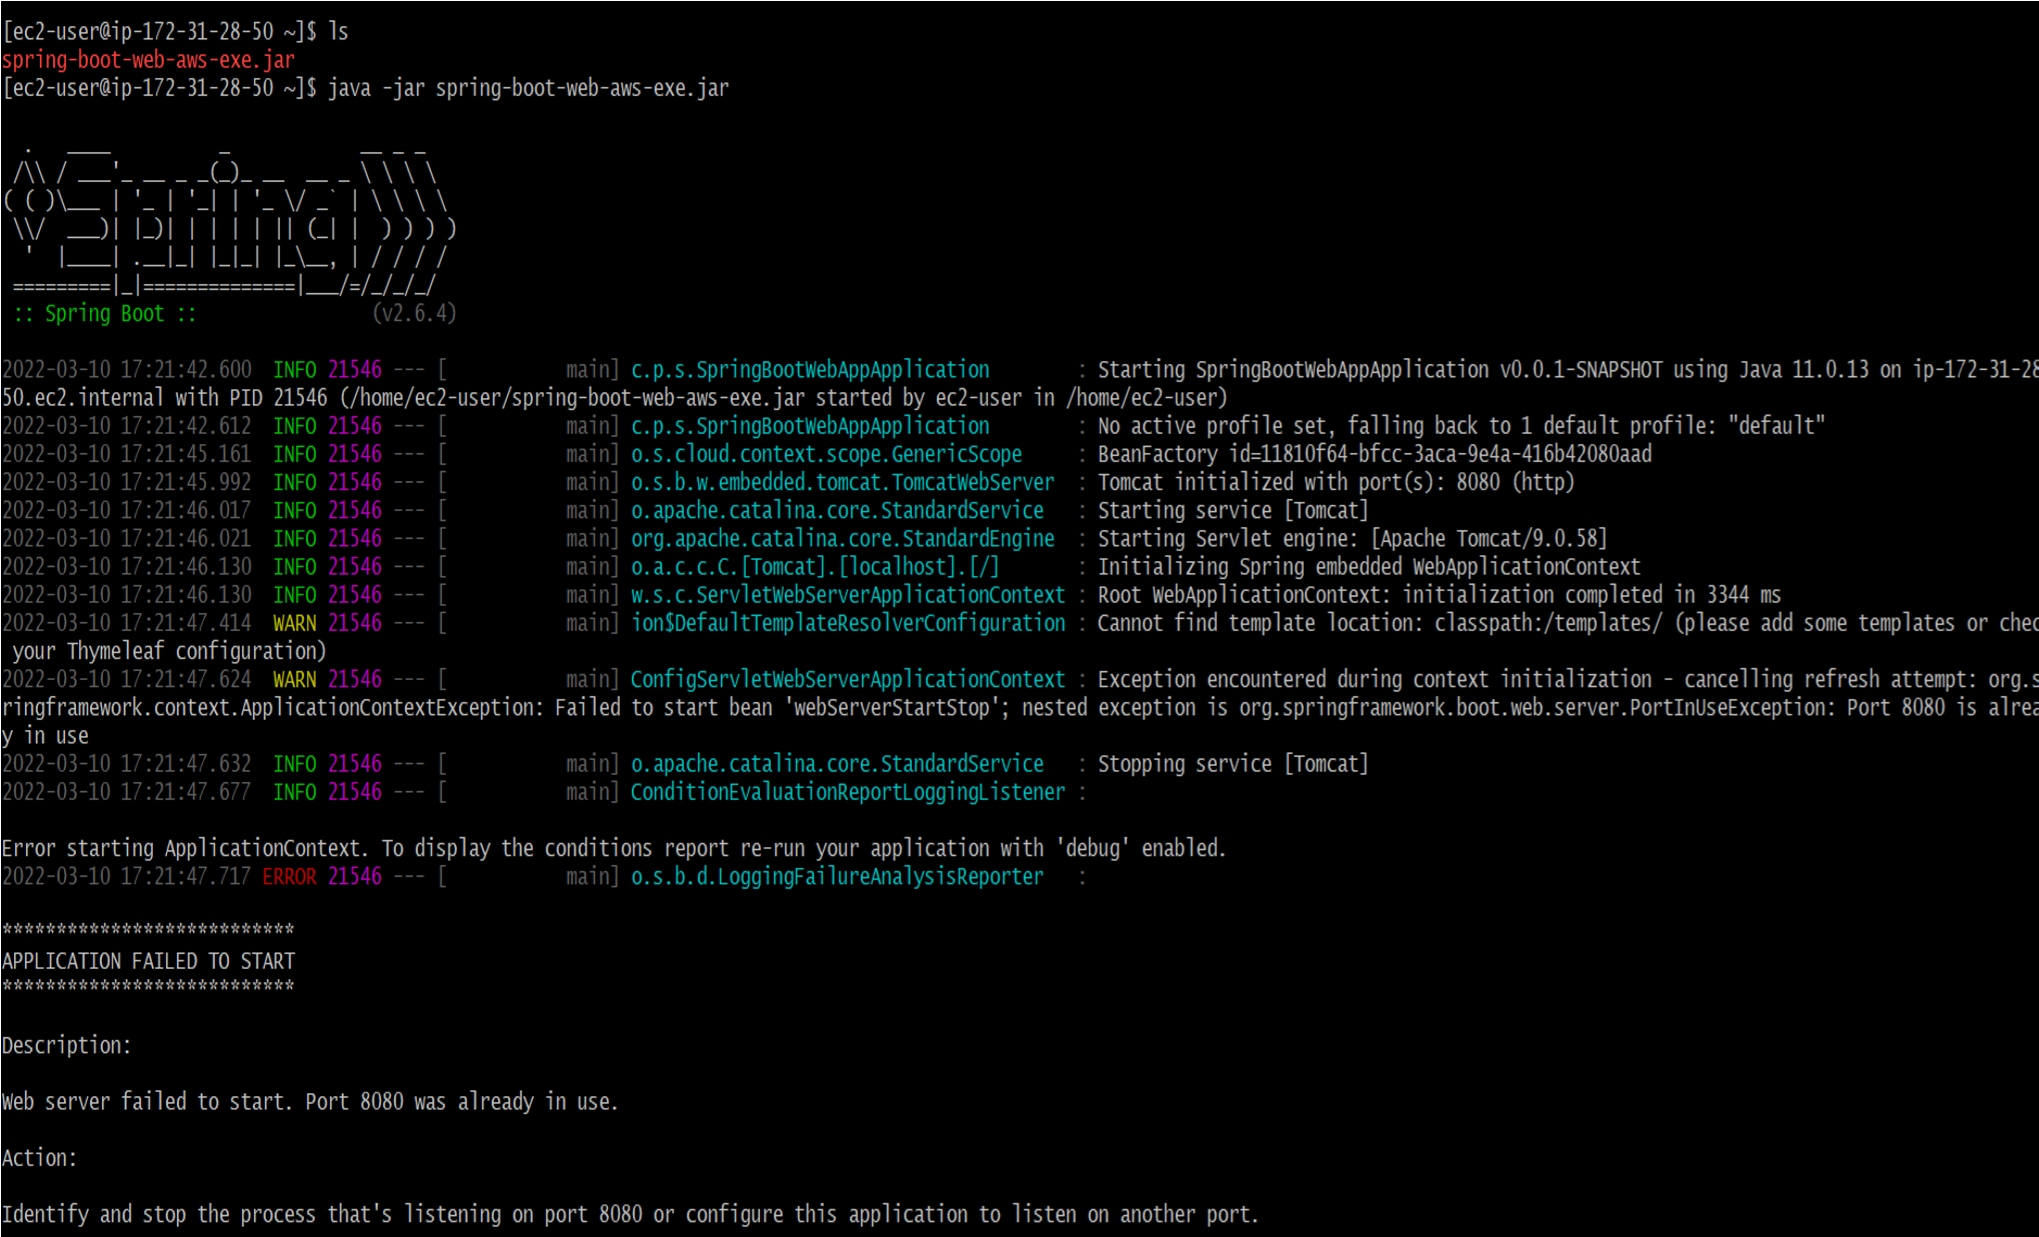 [ec2-user@ip-172-31-28-50 ~]$ ls
spring-boot-web-aws-exe.jar
[ec2-user@ip-172-31-28-50 ~]$ java -jar spring-boot-web-aws-exe.jar
  .   ____          _            __ _ _
 /\\ / ___'_ __ _ _(_)_ __  __ _ \ \ \ \
( ( )\___ | '_ | '_| | '_ \/ _` | \ \ \ \
 \\/  ___)| |_)| | | | | || (_| |  ) ) ) )
  '  |____| .__|_| |_|_| |_\__, | / / / /
 =========|_|==============|___/=/_/_/_/
 :: Spring Boot ::                (v2.6.4)
2022-03-10 17:21:42.600  INFO 21546 --- [           main] c.p.s.SpringBootWebAppApplication        : Starting SpringBootWebAppApplication v0.0.1-SNAPSHOT using Java 11.0.13 on ip-172-31-28
50.ec2.internal with PID 21546 (/home/ec2-user/spring-boot-web-aws-exe.jar started by ec2-user in /home/ec2-user)
2022-03-10 17:21:42.612  INFO 21546 --- [           main] c.p.s.SpringBootWebAppApplication        : No active profile set, falling back to 1 default profile: "default"
2022-03-10 17:21:45.161  INFO 21546 --- [           main] o.s.cloud.context.scope.GenericScope     : BeanFactory id=11810f64-bfcc-3aca-9e4a-416b42080aad
2022-03-10 17:21:45.992  INFO 21546 --- [           main] o.s.b.w.embedded.tomcat.TomcatWebServer  : Tomcat initialized with port(s): 8080 (http)
2022-03-10 17:21:46.017  INFO 21546 --- [           main] o.apache.catalina.core.StandardService   : Starting service [Tomcat]
2022-03-10 17:21:46.021  INFO 21546 --- [           main] org.apache.catalina.core.StandardEngine  : Starting Servlet engine: [Apache Tomcat/9.0.58]
2022-03-10 17:21:46.130  INFO 21546 --- [           main] o.a.c.c.C.[Tomcat].[localhost].[/]       : Initializing Spring embedded WebApplicationContext
2022-03-10 17:21:46.130  INFO 21546 --- [           main] w.s.c.ServletWebServerApplicationContext : Root WebApplicationContext: initialization completed in 3344 ms
2022-03-10 17:21:47.414  WARN 21546 --- [           main] ion$DefaultTemplateResolverConfiguration : Cannot find template location: classpath:/templates/ (please add some templates or chec
 your Thymeleaf configuration)
2022-03-10 17:21:47.624  WARN 21546 --- [           main] ConfigServletWebServerApplicationContext : Exception encountered during context initialization - cancelling refresh attempt: org.s
ringframework.context.ApplicationContextException: Failed to start bean 'webServerStartStop'; nested exception is org.springframework.boot.web.server.PortInUseException: Port 8080 is alrea
y in use
2022-03-10 17:21:47.632  INFO 21546 --- [           main] o.apache.catalina.core.StandardService   : Stopping service [Tomcat]
2022-03-10 17:21:47.677  INFO 21546 --- [           main] ConditionEvaluationReportLoggingListener :
Error starting ApplicationContext. To display the conditions report re-run your application with 'debug' enabled.
2022-03-10 17:21:47.717 ERROR 21546 --- [           main] o.s.b.d.LoggingFailureAnalysisReporter   :
***************************
APPLICATION FAILED TO START
***************************
Description:
Web server failed to start. Port 8080 was already in use.
Action:
Identify and stop the process that's listening on port 8080 or configure this application to listen on another port.